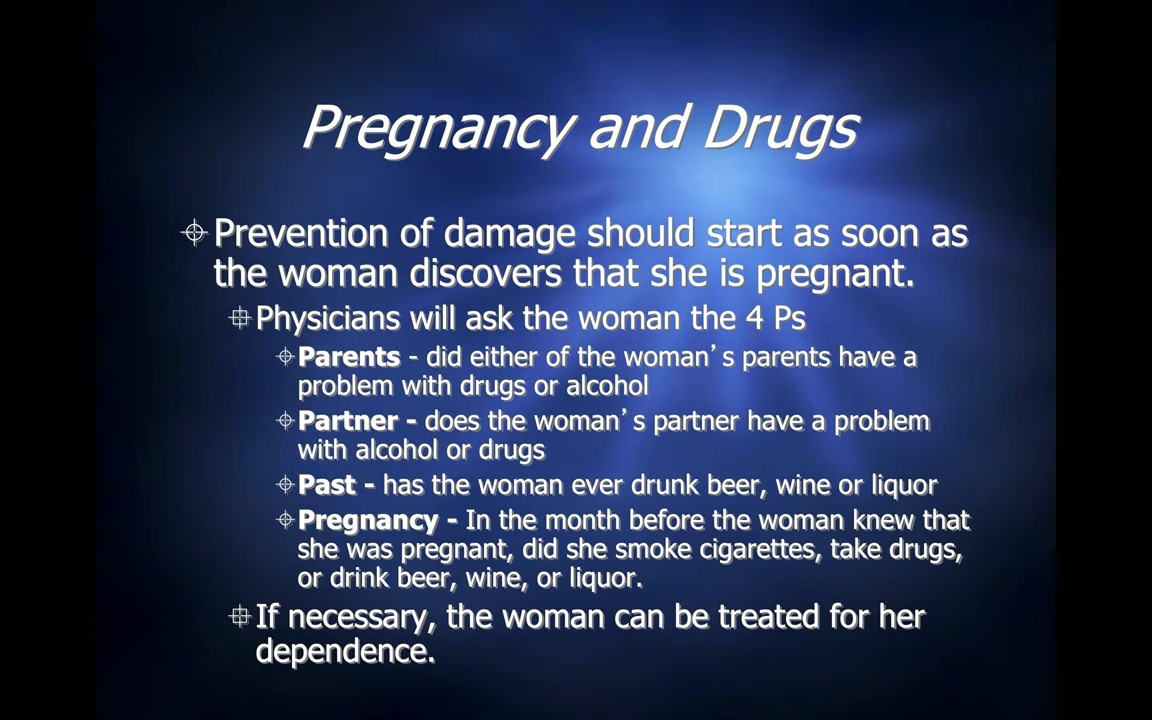 Pregnancy and Drugs
Prevention of damage should start as soon as
the woman discovers that she is pregnant.
Physicians will ask the woman the 4 Ps
Parents - did either of the woman’s parents have a
problem with drugs or alcohol
Partner - does the woman’s partner have a problem
with alcohol or drugs
Past - has the woman ever drunk beer, wine or liquor
Pregnancy - In the month before the woman knew that
she was pregnant, did she smoke cigarettes, take drugs,
or drink beer, wine, or liquor.
If necessary, the woman can be treated for her
dependence.